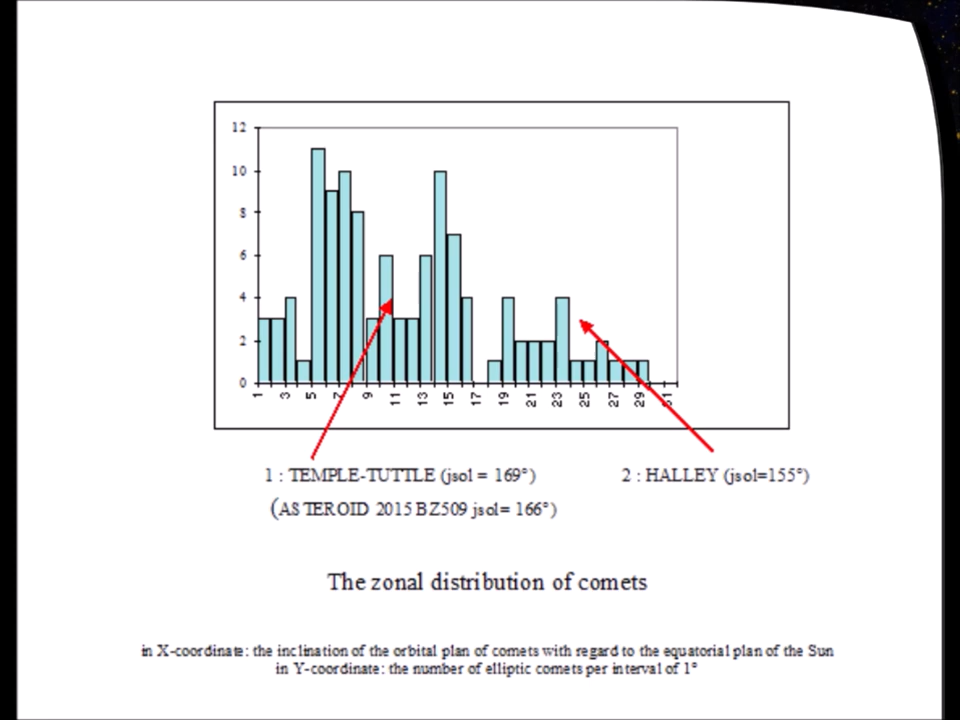 12
10
8
6
4
2
0
1 3 5 7 9 11 13 15 17 19 21 23 25 27 29 31
1 : TEMPLE-TUTTLE (jsol = 169°) 2 : HALLEY (jsol=155°)
(ASTEROID 2015 BZ509 jsol= 166°)
The zonal distribution of comets
in X-coordinate: the inclination of the orbital plan of comets with regard to the equatorial plan of the Sun
in Y-coordinate: the number of elliptic comets per interval of 1°